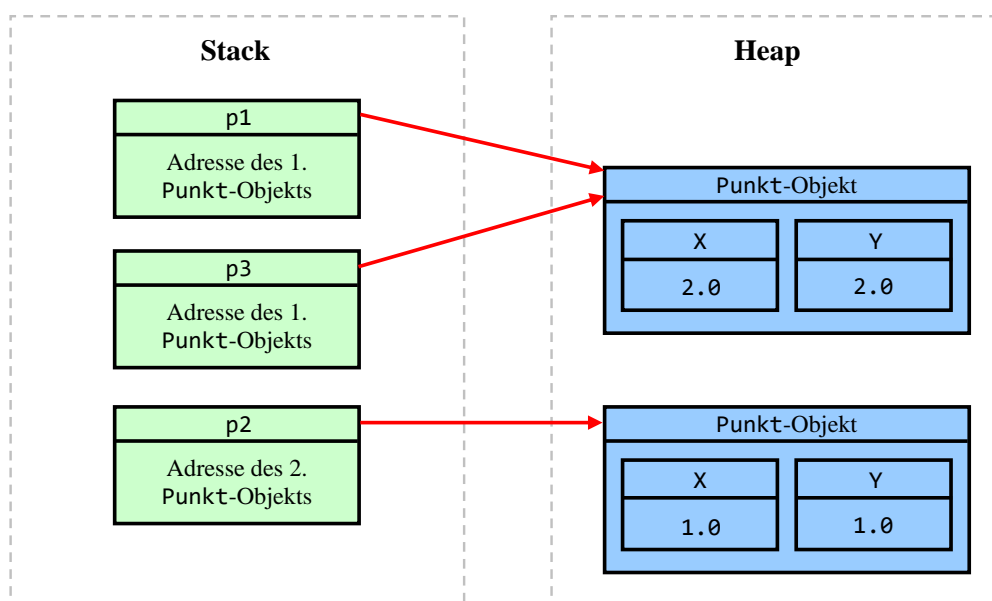 Stack
p1
Adresse des 1.
Punkt-Objekts
p3
Adresse des 1.
Punkt-Objekts
p2
Adresse des 2.
Punkt-Objekts
Heap
Punkt-Objekt
X
Y
2.0
2.0
Punkt-Objekt
X
Y
1.0
1.0